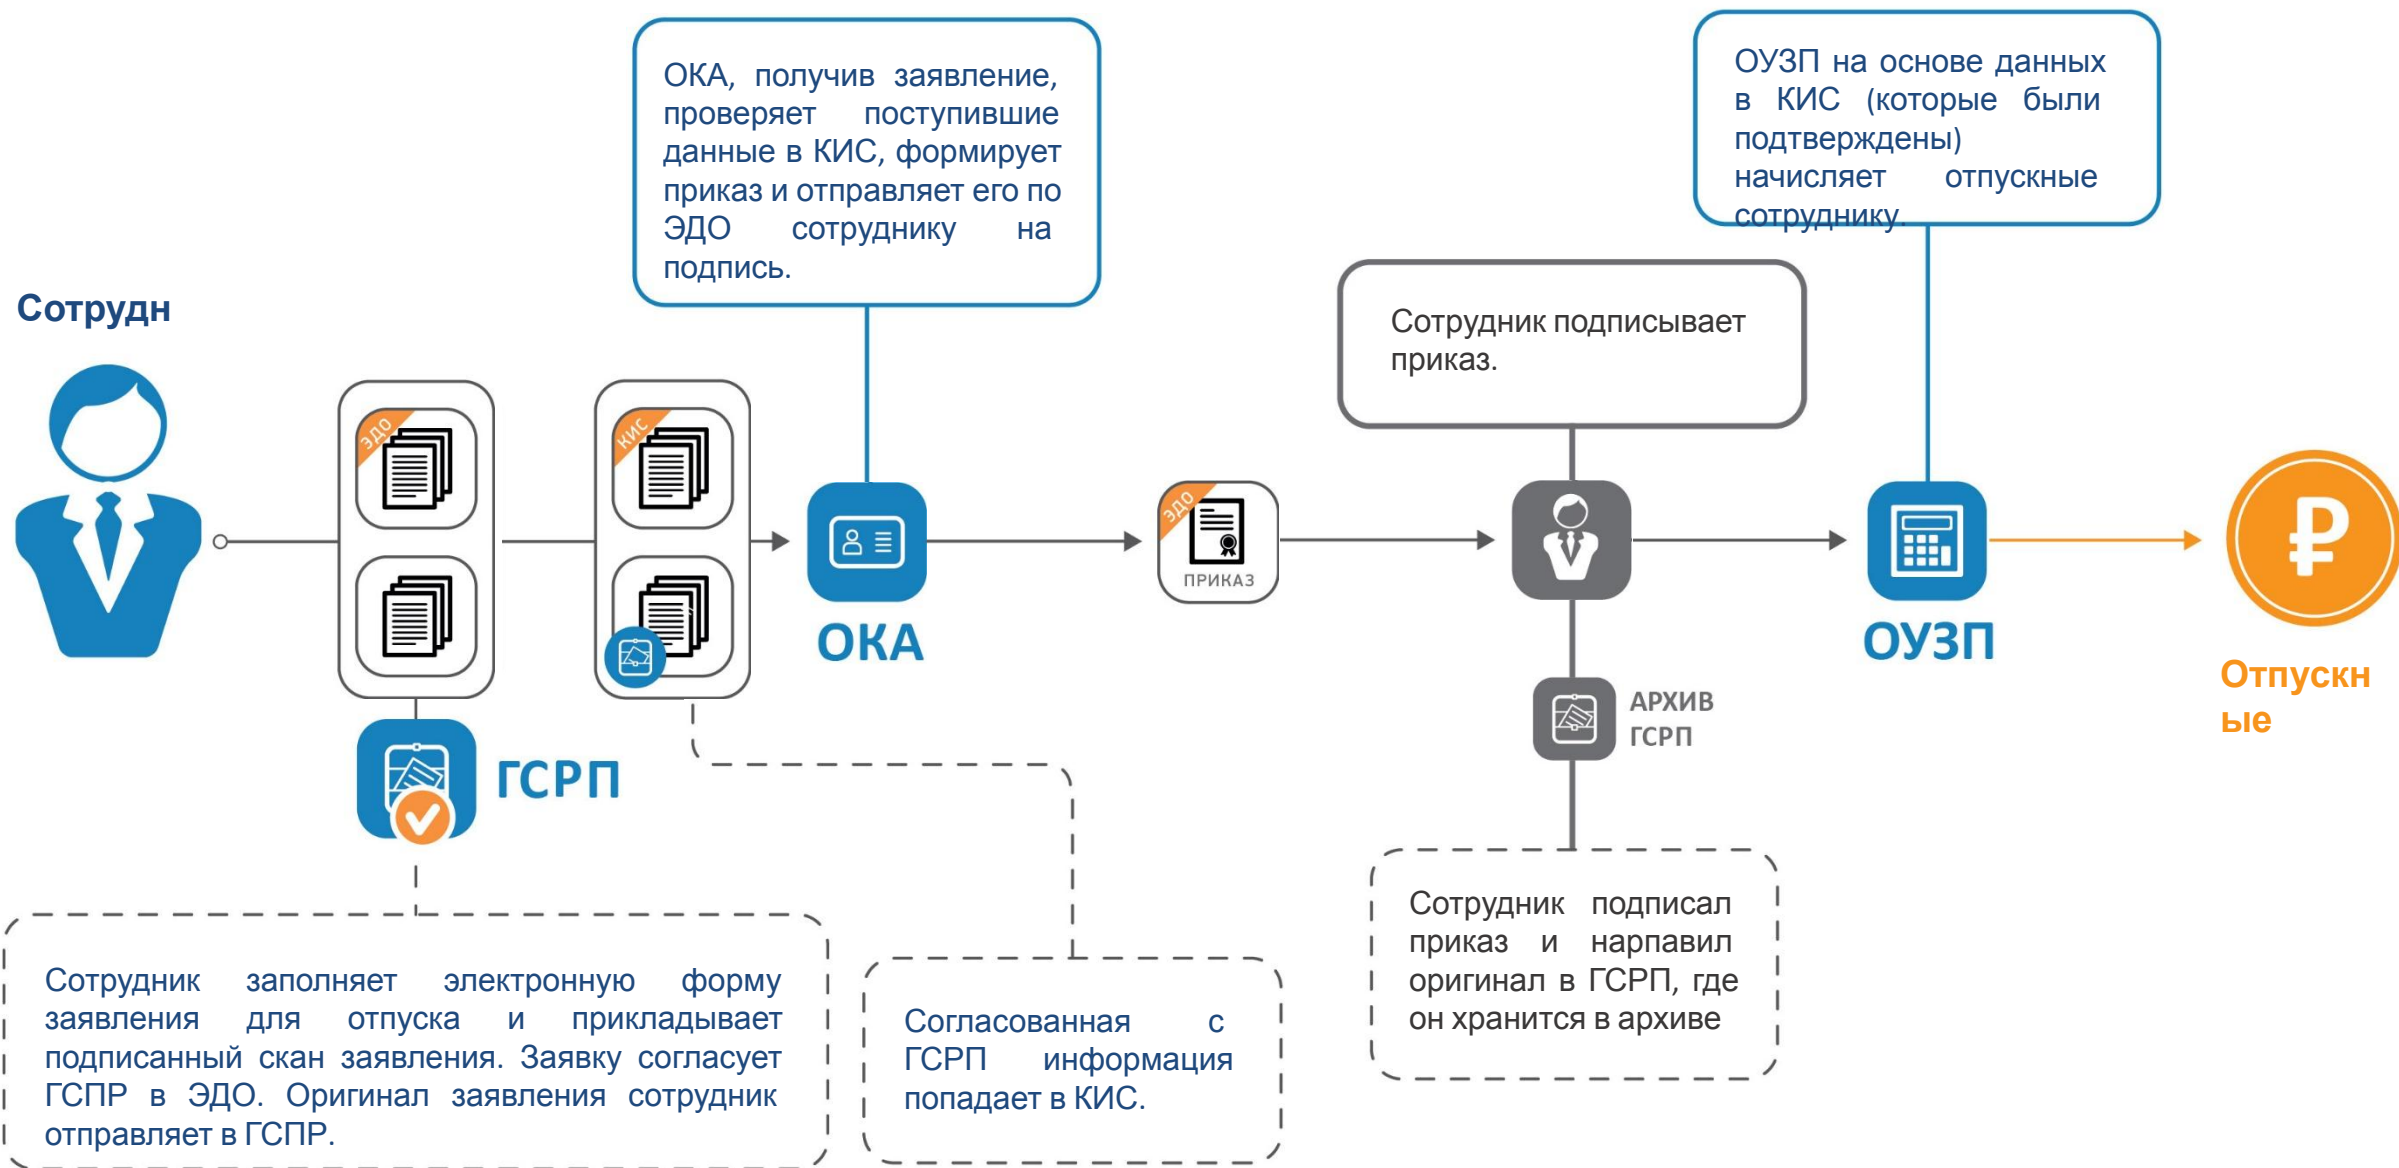 ОКА, получив заявление,
проверяет поступившие
данные в КИС, формирует
приказ и отправляет его по
ЭДО сотруднику на
подпись.
ОУЗП на основе данных
в КИС (которые были
подтверждены)
начисляет отпускные
сотруднику.
Сотрудн
Сотрудник подписывает
приказ.
ЭДО
КИС
ЭДО
ПРИКАЗ
ОКА
ОУЗП
Отпускн
ые
АРХИВ
ГСРП
ГСРП
Сотрудник заполняет электронную форму
заявления для отпуска и прикладывает
подписанный скан заявления. Заявку согласует
ГСПР в ЭДО. Оригинал заявления сотрудник
отправляет в ГСПР.
Согласованная с
ГСРП информация
попадает в КИС.
Сотрудник подписал
приказ и нарпавил
оригинал в ГСРП, где
он хранится в архиве